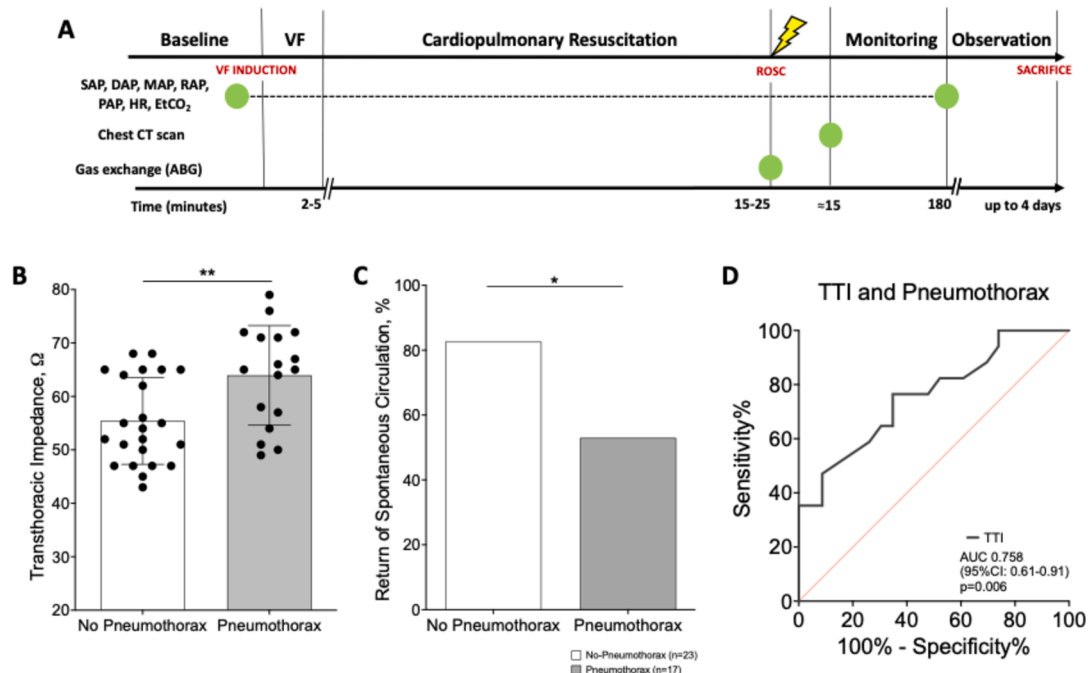 A
Baseline VF Cardiopulmonary Resuscitation Monitoring Observation
VF INDUCTION ROSC SACRIFICE
SAP, DAP, MAP, RAP,
PAP, HR, EtCO₂
Chest CT scan
Gas exchange (ABG)
Time (minutes) 2-5 15-25 ≈15 180 up to 4 days
B
**
Transthoracic Impedance, Ω
80
70
60
50
40
30
20
No Pneumothorax Pneumothorax
C
*
Return of Spontaneous Circulation, %
100
80
60
40
20
0
No Pneumothorax Pneumothorax
No-Pneumothorax (n=23)
Pneumothorax (n=17)
D
TTI and Pneumothorax
Sensitivity%
100
80
60
40
20
0
TTI
AUC 0.758
(95%CI: 0.61-0.91)
p=0.006
0 20 40 60 80 100
100% - Specificity%